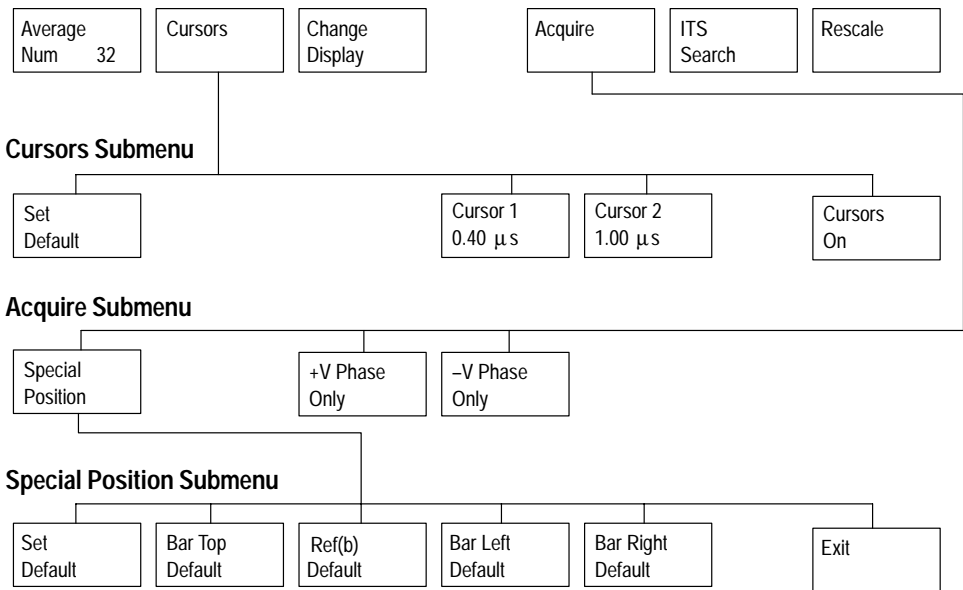 Average
Num 32
Cursors
Change
Display
Acquire
ITS
Search
Rescale
Cursors Submenu
Set
Default
Cursor 1
0.40 μs
Cursor 2
1.00 μs
Cursors
On
Acquire Submenu
Special
Position
+V Phase
Only
–V Phase
Only
Special Position Submenu
Set
Default
Bar Top
Default
Ref(b)
Default
Bar Left
Default
Bar Right
Default
Exit